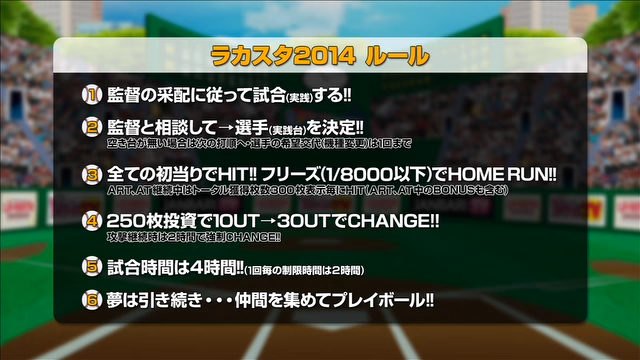 ラカスタ2014 ルール
1 監督の采配に従って試合(実践)する!!
2 監督と相談して→選手(実践台)を決定!!
空き台が無い場合は次の打順へ・選手の希望交代(機種変更)は1回まで
3 全ての初当りでHIT!! フリーズ(1/8000以下)でHOME RUN!!
ART、AT継続中はトータル獲得枚数300枚表示毎にHIT(ART、AT中のBONUSも含む)
4 250枚投資で1OUT→3OUTでCHANGE!!
攻撃継続時は2時間で強制CHANGE!!
5 試合時間は4時間!!(1回毎の制限時間は2時間)
6 夢は引き続き・・・仲間を集めてプレイボール!!